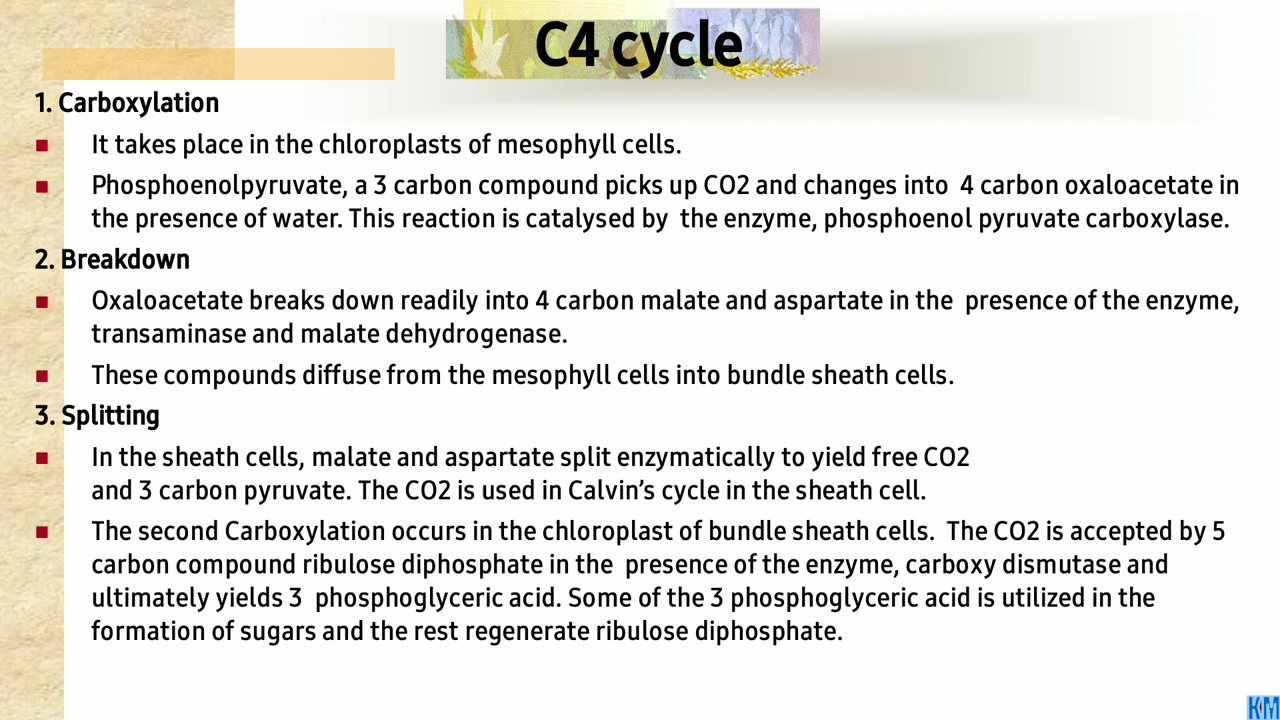 C4 cycle
1. Carboxylation
It takes place in the chloroplasts of mesophyll cells.
Phosphoenolpyruvate, a 3 carbon compound picks up CO2 and changes into  4 carbon oxaloacetate in
the presence of water. This reaction is catalysed by  the enzyme, phosphoenol pyruvate carboxylase.
2. Breakdown
Oxaloacetate breaks down readily into 4 carbon malate and aspartate in the  presence of the enzyme,
transaminase and malate dehydrogenase.
These compounds diffuse from the mesophyll cells into bundle sheath cells.
3. Splitting
In the sheath cells, malate and aspartate split enzymatically to yield free CO2
and 3 carbon pyruvate. The CO2 is used in Calvin’s cycle in the sheath cell.
The second Carboxylation occurs in the chloroplast of bundle sheath cells.  The CO2 is accepted by 5
carbon compound ribulose diphosphate in the  presence of the enzyme, carboxy dismutase and
ultimately yields 3  phosphoglyceric acid. Some of the 3 phosphoglyceric acid is utilized in the
formation of sugars and the rest regenerate ribulose diphosphate.
KM